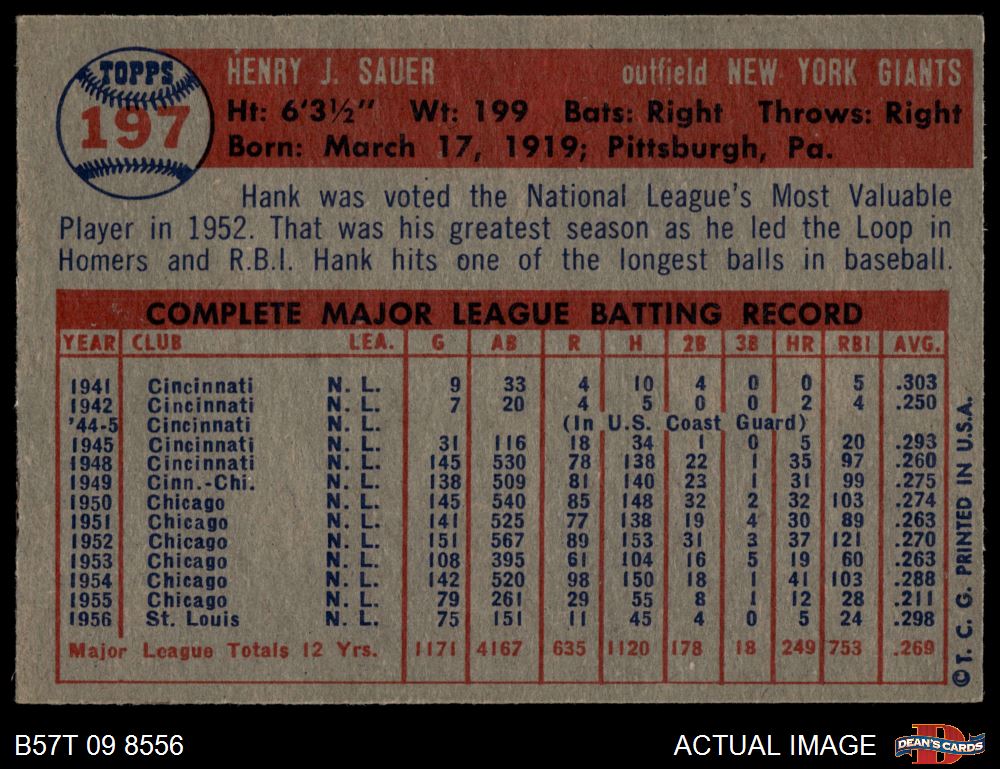 TOPPS
197
HENRY J. SAUER outfield NEW YORK GIANTS
Ht: 6'3½" Wt: 199 Bats: Right Throws: Right
Born: March 17, 1919; Pittsburgh, Pa.
Hank was voted the National League's Most Valuable
Player in 1952. That was his greatest season as he led the Loop in
Homers and R.B.I. Hank hits one of the longest balls in baseball.
COMPLETE MAJOR LEAGUE BATTING RECORD
YEAR CLUB LEA. G AB R H 2B 3B HR RBI AVG.
1941 Cincinnati N. L. 9 33 4 10 4 0 0 5 .303
1942 Cincinnati N. L. 7 20 4 5 0 0 2 4 .250
'44-5 Cincinnati N. L. (In U.S. Coast Guard)
1945 Cincinnati N. L. 31 116 18 34 1 0 5 20 .293
1948 Cincinnati N. L. 145 530 78 138 22 1 35 97 .260
1949 Cinn.-Chi. N. L. 138 509 81 140 23 1 31 99 .275
1950 Chicago N. L. 145 540 85 148 32 2 32 103 .274
1951 Chicago N. L. 141 525 77 138 19 4 30 89 .263
1952 Chicago N. L. 151 567 89 153 31 3 37 121 .270
1953 Chicago N. L. 108 395 61 104 16 5 19 60 .263
1954 Chicago N. L. 142 520 98 150 18 1 41 103 .288
1955 Chicago N. L. 79 261 29 55 8 1 12 28 .211
1956 St. Louis N. L. 75 151 11 45 4 0 5 24 .298
Major League Totals 12 Yrs. 1171 4167 635 1120 178 18 249 753 .269
©T. C. G. PRINTED IN U.S.A.
B57T 09 8556
ACTUAL IMAGE
D
DEAN'S CARDS